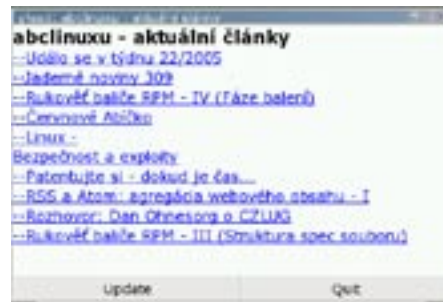 abclinuxu - aktuální články
--Událo se v týdnu 22/2005
--Jaderné noviny 309
--Rukověť baliče RPM - IV (Fáze balení)
--Červnové Abíčko
--Linux -
Bezpečnost a exploity
--Patentujte si - dokud je čas...
--RSS a Atom: agregácia webového obsahu - I
--Rozhovor: Dan Ohnesorg o CZLUG
--Rukověť baliče RPM - III (Struktura spec souboru)
Update Quit